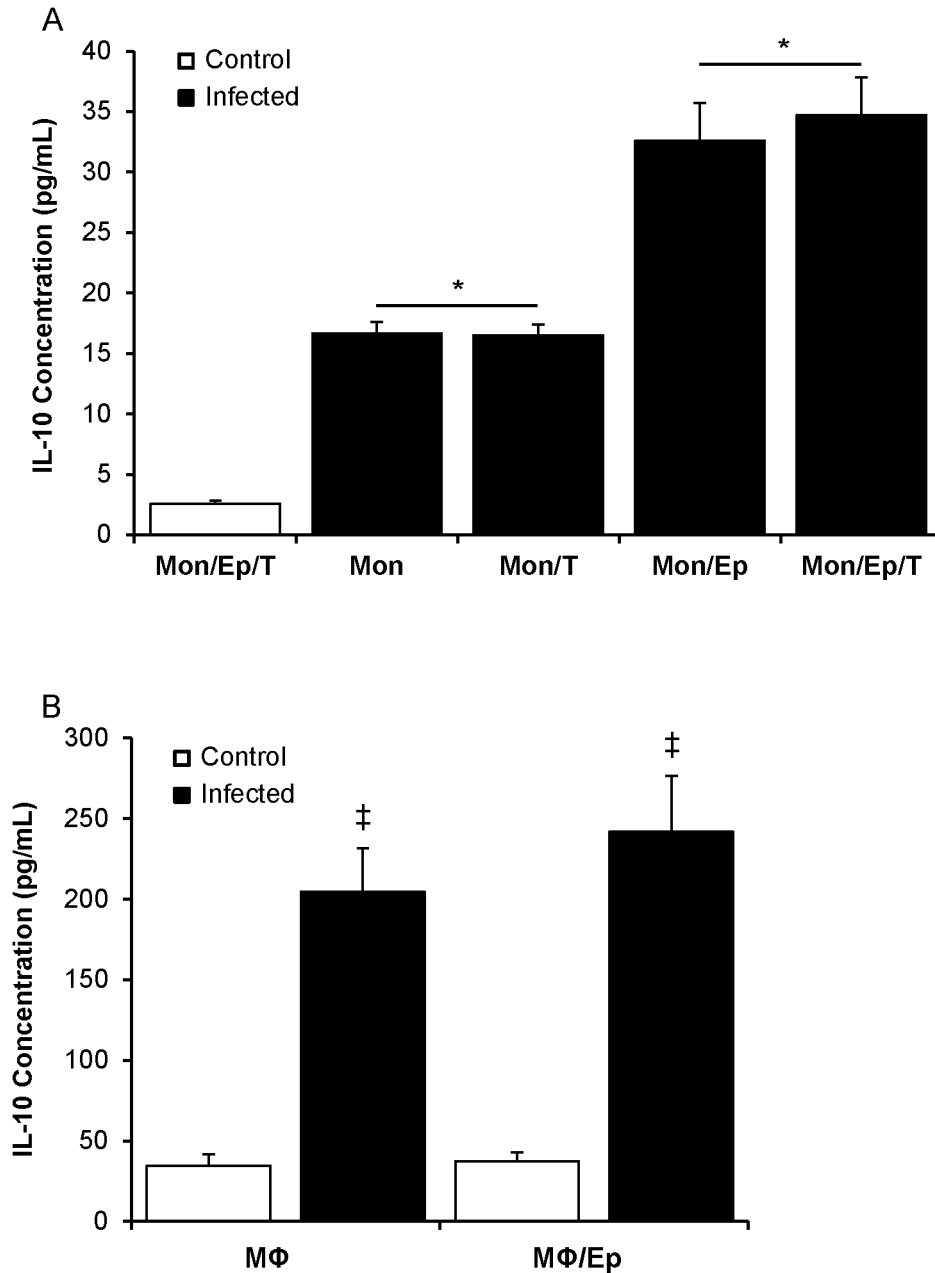 A
Control
Infected
IL-10 Concentration (pg/mL)
40
35
30
25
20
15
10
5
0
*
*
Mon/Ep/T
Mon
Mon/T
Mon/Ep
Mon/Ep/T
B
Control
Infected
IL-10 Concentration (pg/mL)
300
250
200
150
100
50
0
‡
‡
MΦ
MΦ/Ep